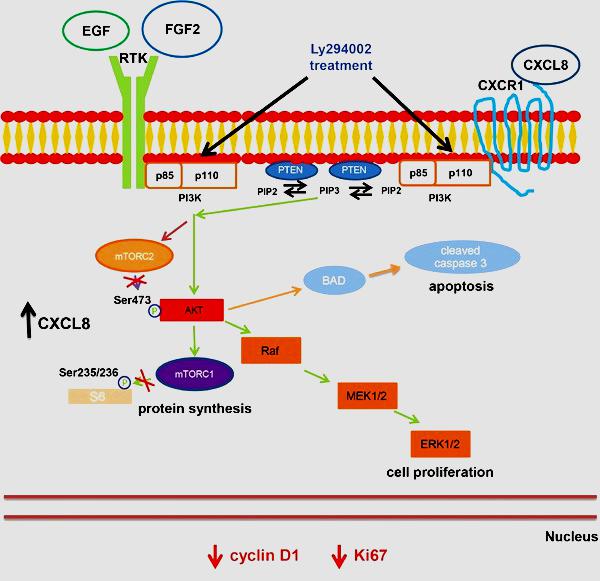 EGF
FGF2
RTK
Ly294002
treatment
CXCL8
CXCR1
p85
p110
PI3K
PTEN
PTEN
PIP2
PIP3
PIP2
p85
p110
PI3K
mTORC2
cleaved
caspase 3
BAD
apoptosis
Ser473
P
AKT
CXCL8
Raf
Ser235/236
P
mTORC1
S6
protein synthesis
MEK1/2
ERK1/2
cell proliferation
Nucleus
cyclin D1
Ki67